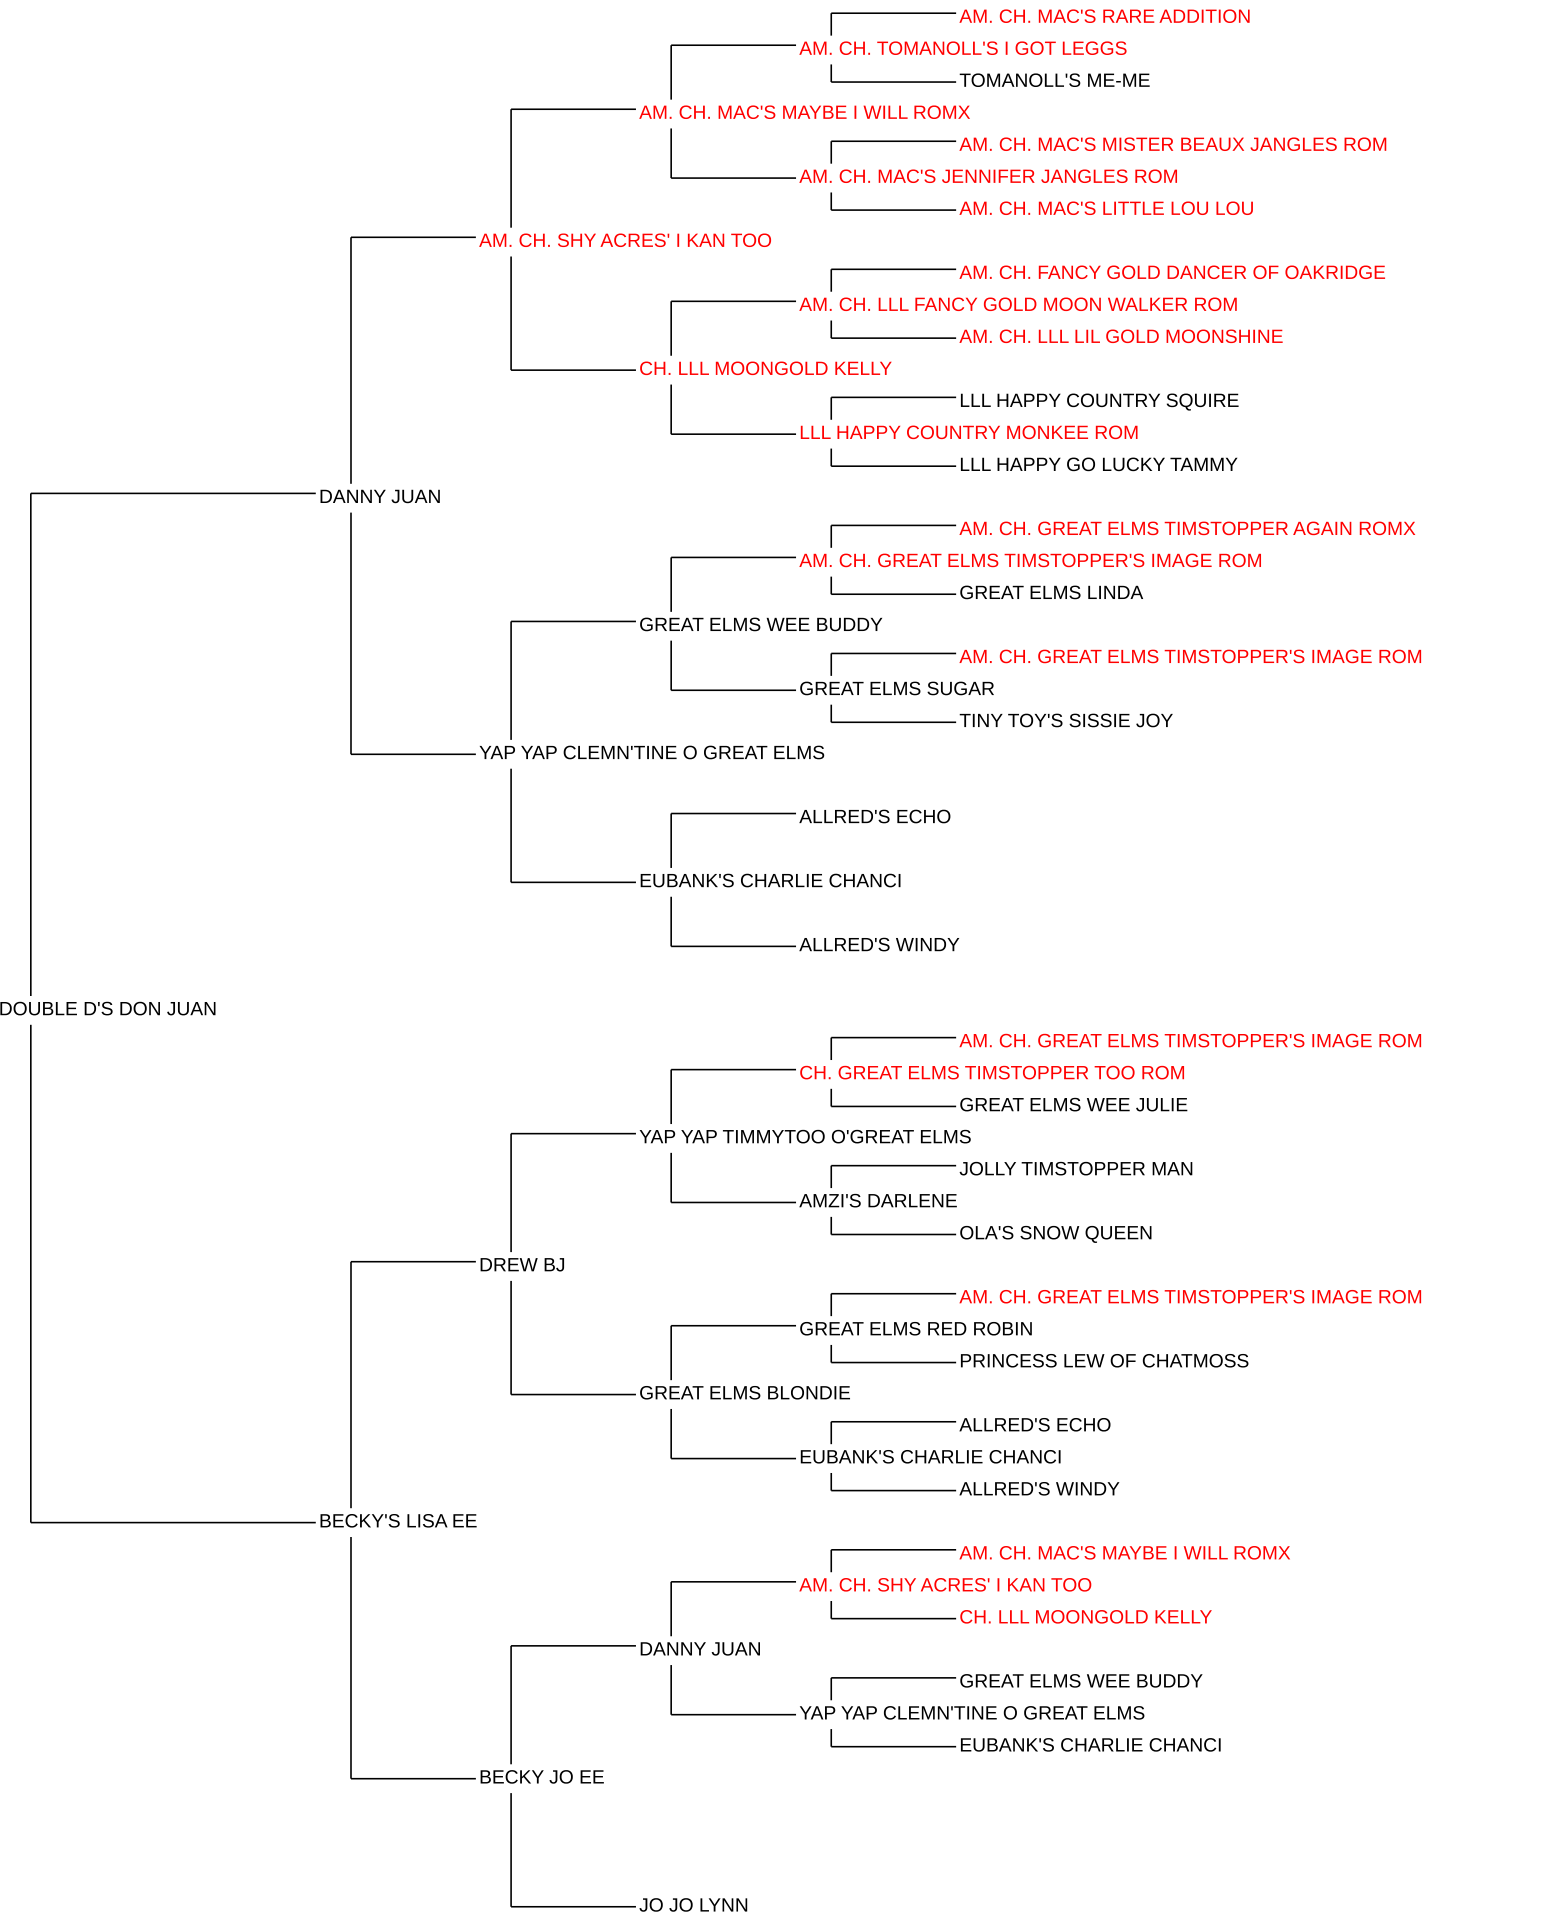 AM. CH. MAC'S RARE ADDITION
AM. CH. TOMANOLL'S I GOT LEGGS
TOMANOLL'S ME-ME
AM. CH. MAC'S MAYBE I WILL ROMX
AM. CH. MAC'S MISTER BEAUX JANGLES ROM
AM. CH. MAC'S JENNIFER JANGLES ROM
AM. CH. MAC'S LITTLE LOU LOU
AM. CH. SHY ACRES' I KAN TOO
AM. CH. FANCY GOLD DANCER OF OAKRIDGE
AM. CH. LLL FANCY GOLD MOON WALKER ROM
AM. CH. LLL LIL GOLD MOONSHINE
CH. LLL MOONGOLD KELLY
LLL HAPPY COUNTRY SQUIRE
LLL HAPPY COUNTRY MONKEE ROM
LLL HAPPY GO LUCKY TAMMY
DANNY JUAN
AM. CH. GREAT ELMS TIMSTOPPER AGAIN ROMX
AM. CH. GREAT ELMS TIMSTOPPER'S IMAGE ROM
GREAT ELMS LINDA
GREAT ELMS WEE BUDDY
AM. CH. GREAT ELMS TIMSTOPPER'S IMAGE ROM
GREAT ELMS SUGAR
TINY TOY'S SISSIE JOY
YAP YAP CLEMN'TINE O GREAT ELMS
ALLRED'S ECHO
EUBANK'S CHARLIE CHANCI
ALLRED'S WINDY
DOUBLE D'S DON JUAN
AM. CH. GREAT ELMS TIMSTOPPER'S IMAGE ROM
CH. GREAT ELMS TIMSTOPPER TOO ROM
GREAT ELMS WEE JULIE
YAP YAP TIMMYTOO O'GREAT ELMS
JOLLY TIMSTOPPER MAN
AMZI'S DARLENE
OLA'S SNOW QUEEN
DREW BJ
AM. CH. GREAT ELMS TIMSTOPPER'S IMAGE ROM
GREAT ELMS RED ROBIN
PRINCESS LEW OF CHATMOSS
GREAT ELMS BLONDIE
ALLRED'S ECHO
EUBANK'S CHARLIE CHANCI
ALLRED'S WINDY
BECKY'S LISA EE
AM. CH. MAC'S MAYBE I WILL ROMX
AM. CH. SHY ACRES' I KAN TOO
CH. LLL MOONGOLD KELLY
DANNY JUAN
GREAT ELMS WEE BUDDY
YAP YAP CLEMN'TINE O GREAT ELMS
EUBANK'S CHARLIE CHANCI
BECKY JO EE
JO JO LYNN